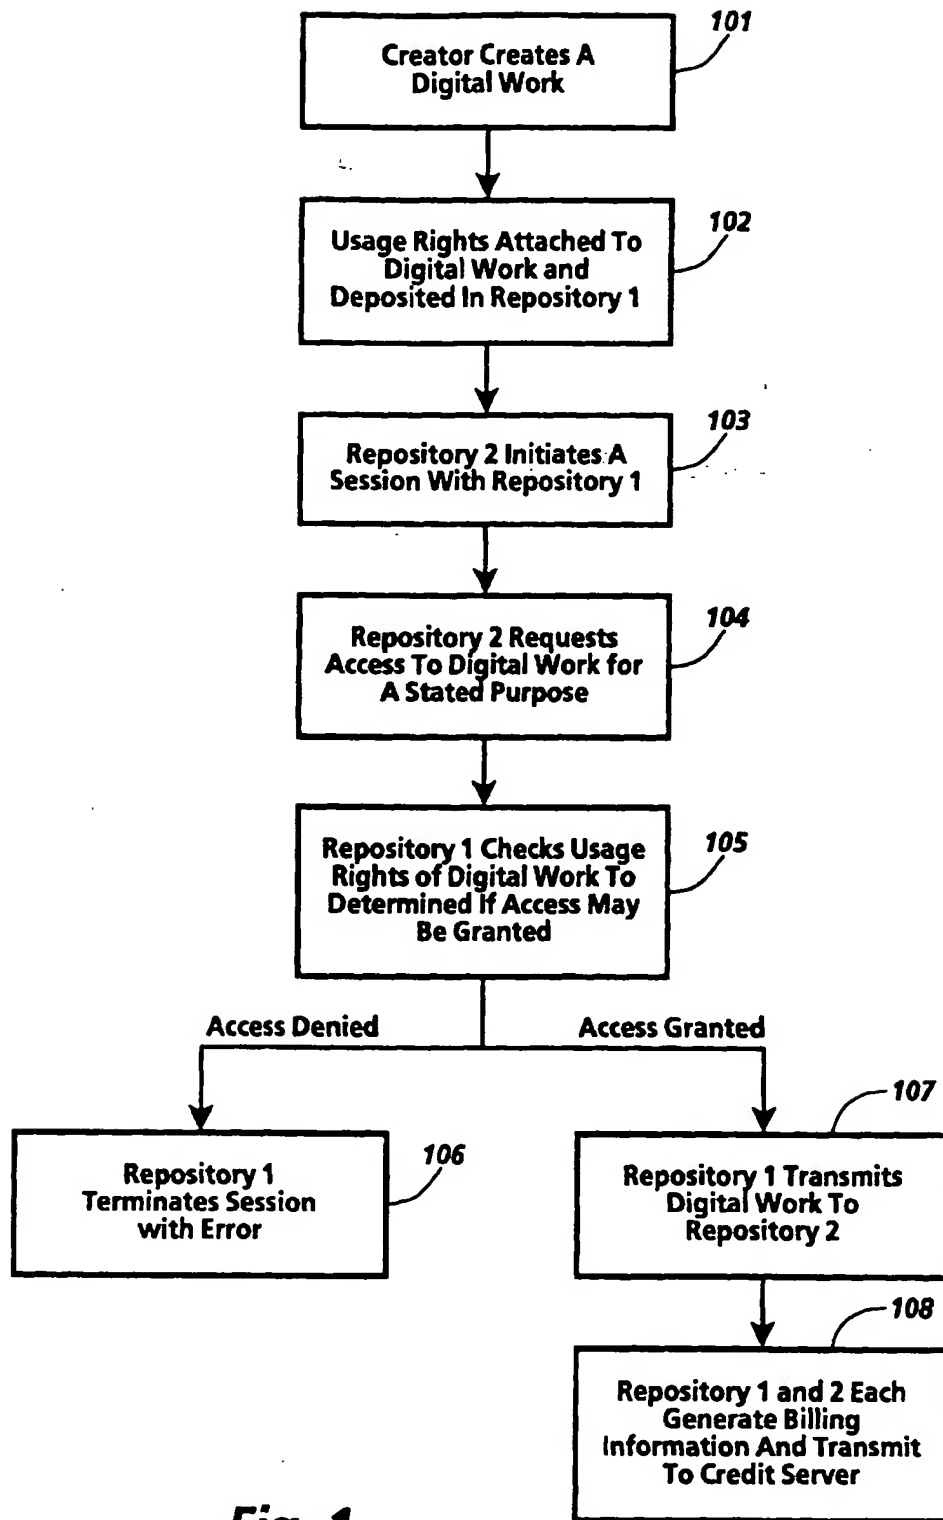 101
Creator Creates A
Digital Work
102
Usage Rights Attached To
Digital Work and
Deposited In Repository 1
103
Repository 2 Initiates A
Session With Repository 1
104
Repository 2 Requests
Access To Digital Work for
A Stated Purpose
105
Repository 1 Checks Usage
Rights of Digital Work To
Determined If Access May
Be Granted
Access Denied
Access Granted
106
Repository 1
Terminates Session
with Error
107
Repository 1 Transmits
Digital Work To
Repository 2
108
Repository 1 and 2 Each
Generate Billing
Information And Transmit
To Credit Server
Fig. 1